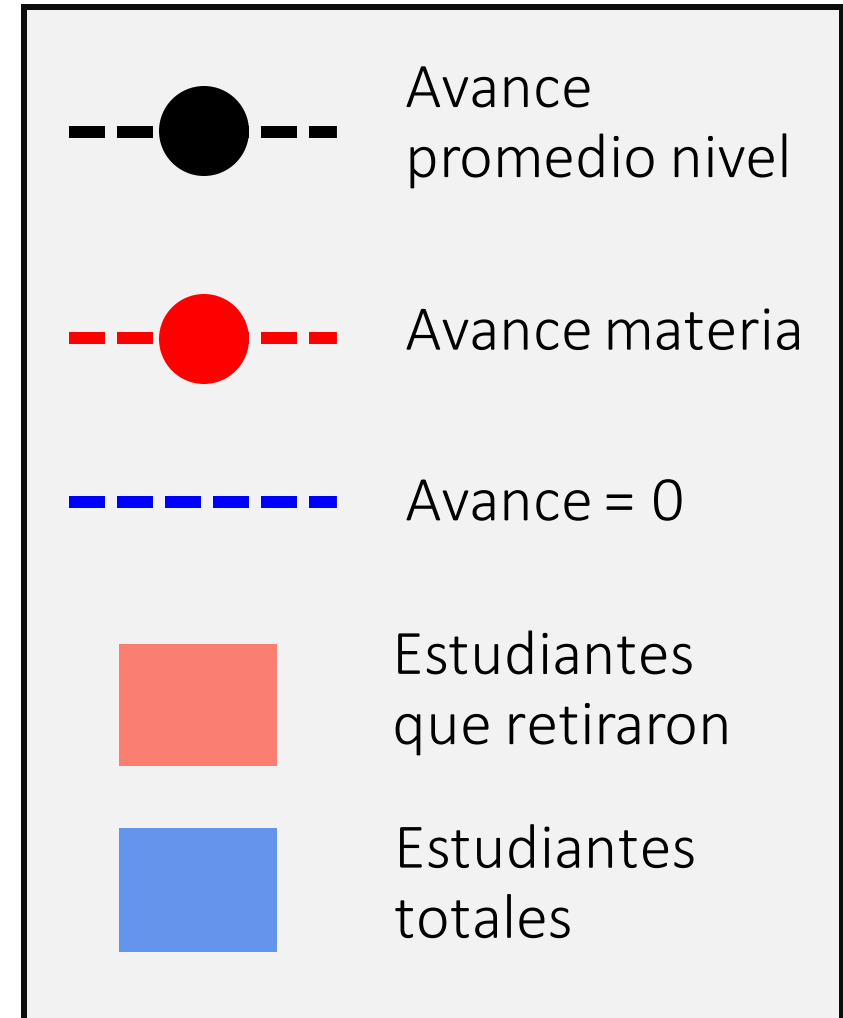 Avance
promedio nivel
Avance materia
Avance = 0
Estudiantes
que retiraron
Estudiantes
totales